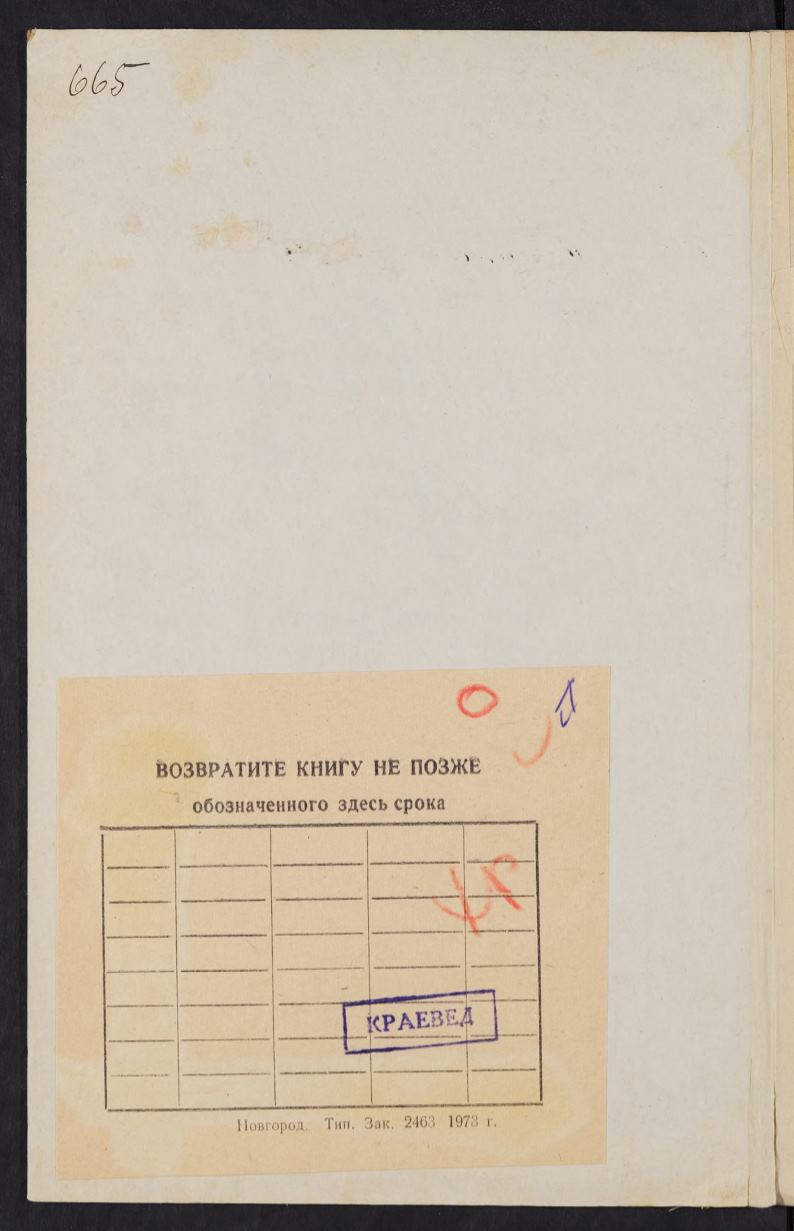 665
ВОЗВРАТИТЕ КНИГУ НЕ ПОЗЖЕ
обозначенного здесь срока
КРАЕВЕД
Новгород. Тип. Зак. 2463 1973 г.